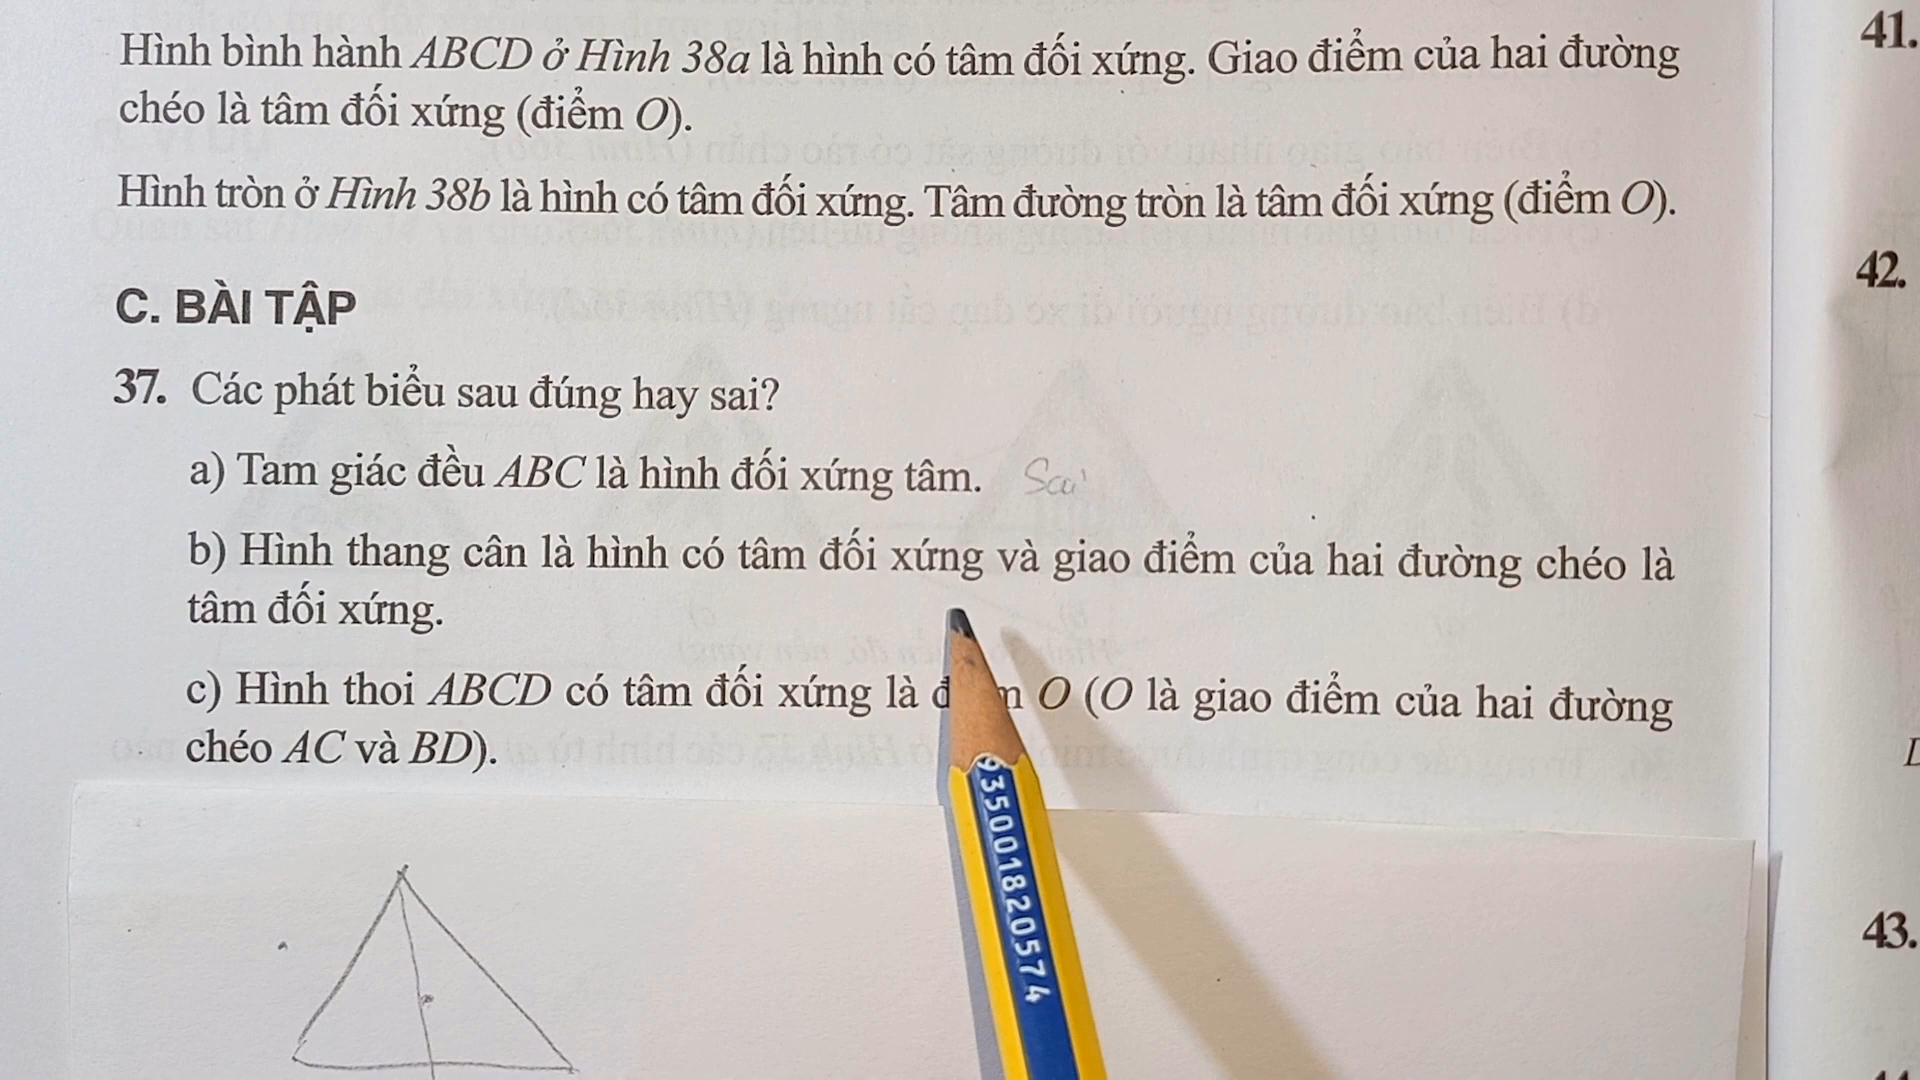 Hình bình hành ABCD ở Hình 38a là hình có tâm đối xứng. Giao điểm của hai đường
chéo là tâm đối xứng (điểm O).
Hình tròn ở Hình 38b là hình có tâm đối xứng. Tâm đường tròn là tâm đối xứng (điểm O).
C. BÀI TẬP
37. Các phát biểu sau đúng hay sai?
a) Tam giác đều ABC là hình đối xứng tâm. Sai
b) Hình thang cân là hình có tâm đối xứng và giao điểm của hai đường chéo là
tâm đối xứng.
c) Hình thoi ABCD có tâm đối xứng là O (O là giao điểm của hai đường
chéo AC và BD).
935001820574
41.
42.
43.